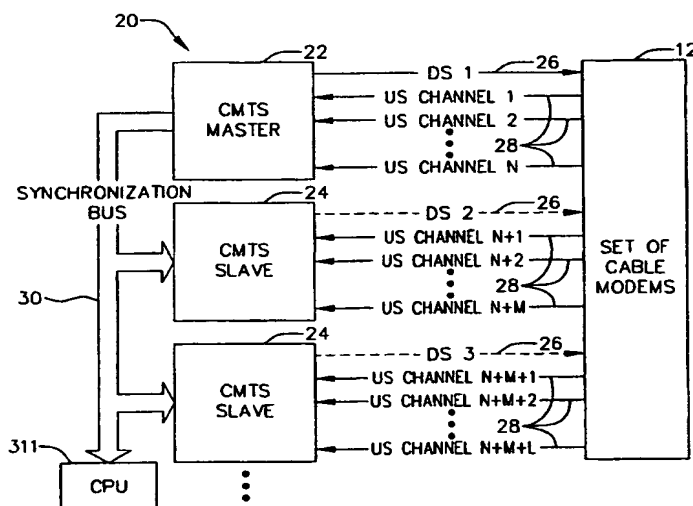 20
22
12
CMTS
MASTER
DS 1
26
US CHANNEL 1
US CHANNEL 2
28
US CHANNEL N
SYNCHRONIZATION
BUS
30
24
CMTS
SLAVE
DS 2
26
US CHANNEL N+1
US CHANNEL N+2
28
US CHANNEL N+M
SET OF
CABLE
MODEMS
24
CMTS
SLAVE
DS 3
26
US CHANNEL N+M+1
US CHANNEL N+M+2
28
US CHANNEL N+M+L
311
CPU